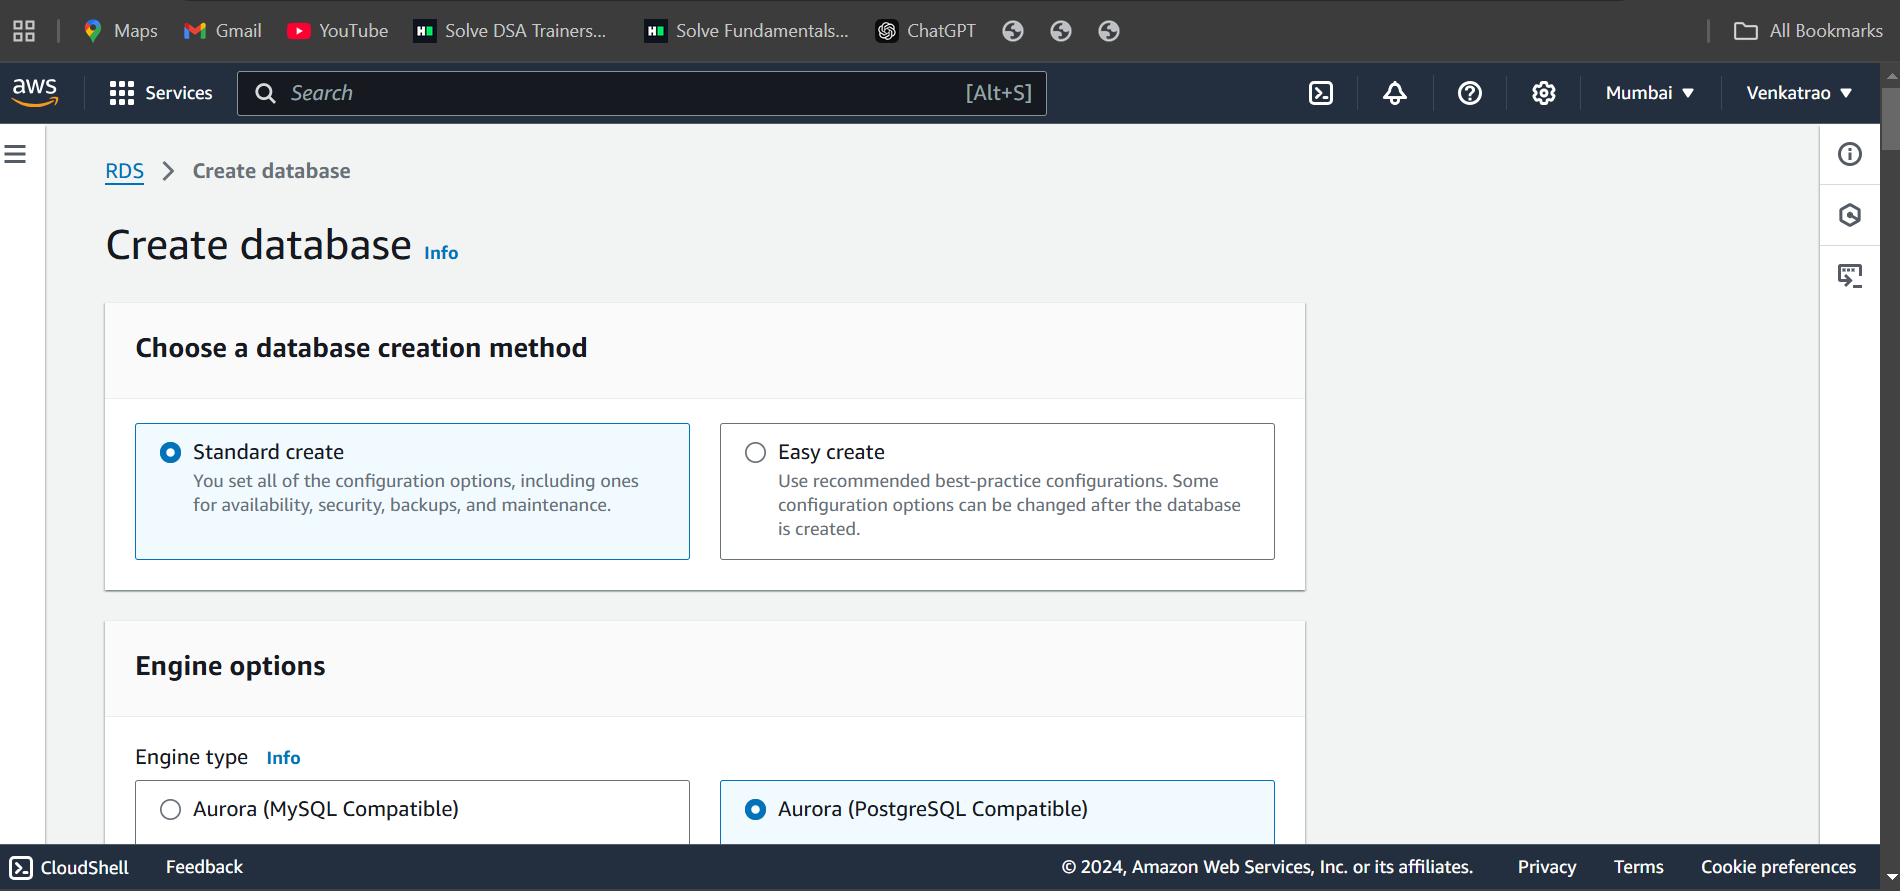 Maps Gmail YouTube Solve DSA Trainers... Solve Fundamentals... ChatGPT All Bookmarks
aws Services Search [Alt+S] Mumbai Venkatrao
RDS Create database
Create database Info
Choose a database creation method
Standard create
You set all of the configuration options, including ones
for availability, security, backups, and maintenance.
Easy create
Use recommended best-practice configurations. Some
configuration options can be changed after the database
is created.
Engine options
Engine type Info
Aurora (MySQL Compatible)
Aurora (PostgreSQL Compatible)
CloudShell Feedback © 2024, Amazon Web Services, Inc. or its affiliates. Privacy Terms Cookie preferences